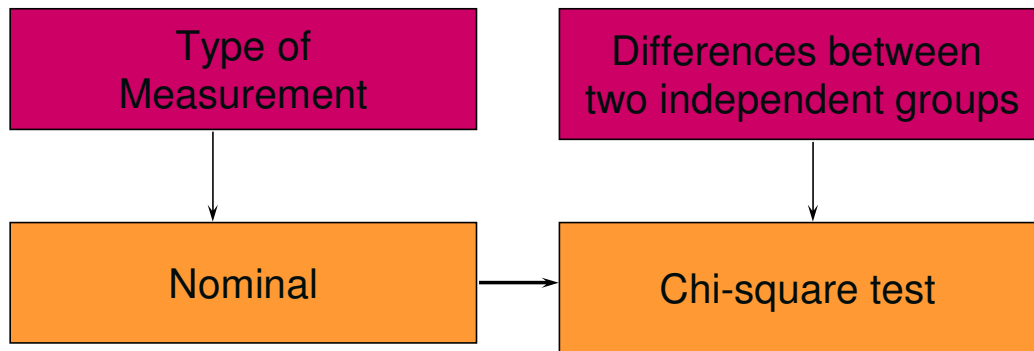 Type of
Measurement
Differences between
two independent groups
Nominal
Chi-square test